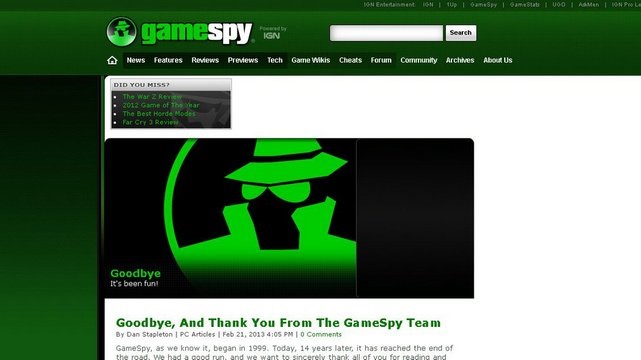 IGN Entertainment: IGN | 1Up | GameSpy | GameStats | UGO | AskMen | IGN Pro Le
gamespy Powered by IGN
Search
News Features Reviews Previews Tech Game Wikis Cheats Forum Community Archives About Us
DID YOU MISS?
The War Z Review
2012 Game of The Year
The Best Horde Modes
Far Cry 3 Review
Goodbye
It's been fun!
Goodbye, And Thank You From The GameSpy Team
By Dan Stapleton | PC Articles | Feb 21, 2013 4:05 PM | 0 Comments
GameSpy, as we know it, began in 1999. Today, 14 years later, it has reached the end of
the road. We had a good run, and we want to sincerely thank all of you for reading and